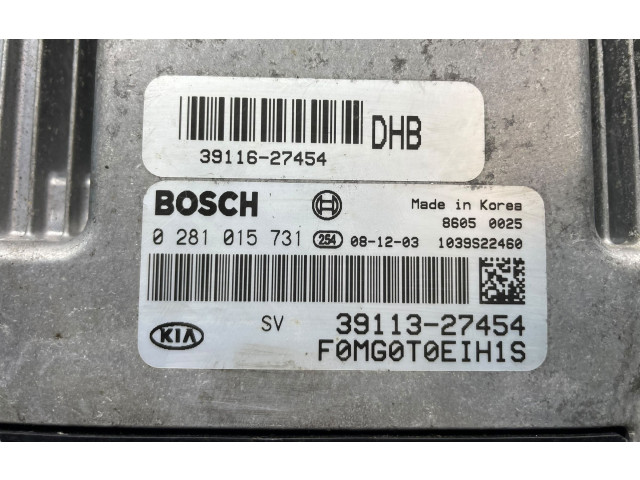 DHB
39116-27454
BOSCH Made in Korea
8605 0025
0 281 015 731 254 08-12-03 1039S22460
KIA SV 39113-27454
F0MG0T0EIH1S